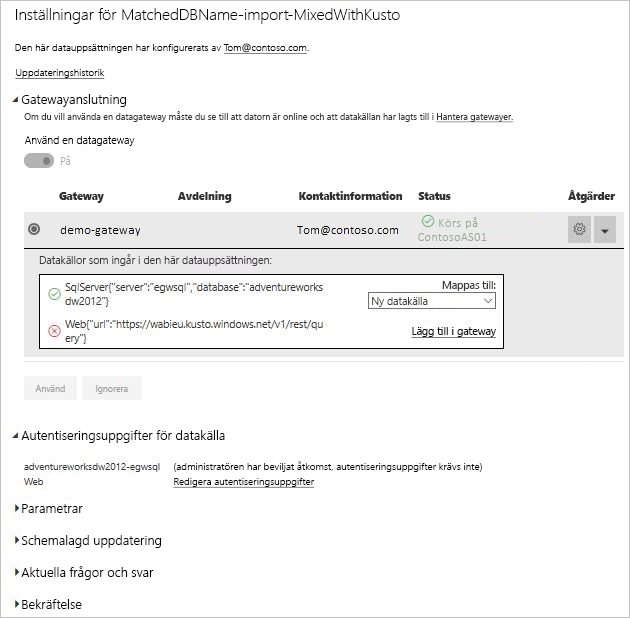 Inställningar för MatchedDBName-import-MixedWithKusto
Den här datauppsättningen har konfigurerats av Tom@contoso.com.
Uppdateringshistorik
Gatewayanslutning
Om du vill använda en datagateway måste du se till att datorn är online och att datakällan har lagts till i Hantera gatewayer.
Använd en datagateway
På
Gateway Avdelning Kontaktinformation Status Åtgärder
demo-gateway Tom@contoso.com Körs på
ContosoAS01
Datakällor som ingår i den här datauppsättningen:
SqlServer{"server":"egwsql","database":"adventureworks
dw2012"}
Mappas till:
Ny datakälla
Web{"url":"https://wabieu.kusto.windows.net/v1/rest/qu
ery"}
Lägg till i gateway
Använd Ignorera
Autentiseringsuppgifter för datakälla
adventureworksdw2012-egwsql (administratören har beviljat åtkomst, autentiseringsuppgifter krävs inte)
Web Redigera autentiseringsuppgifter
Parametrar
Schemalagd uppdatering
Aktuella frågor och svar
Bekräftelse